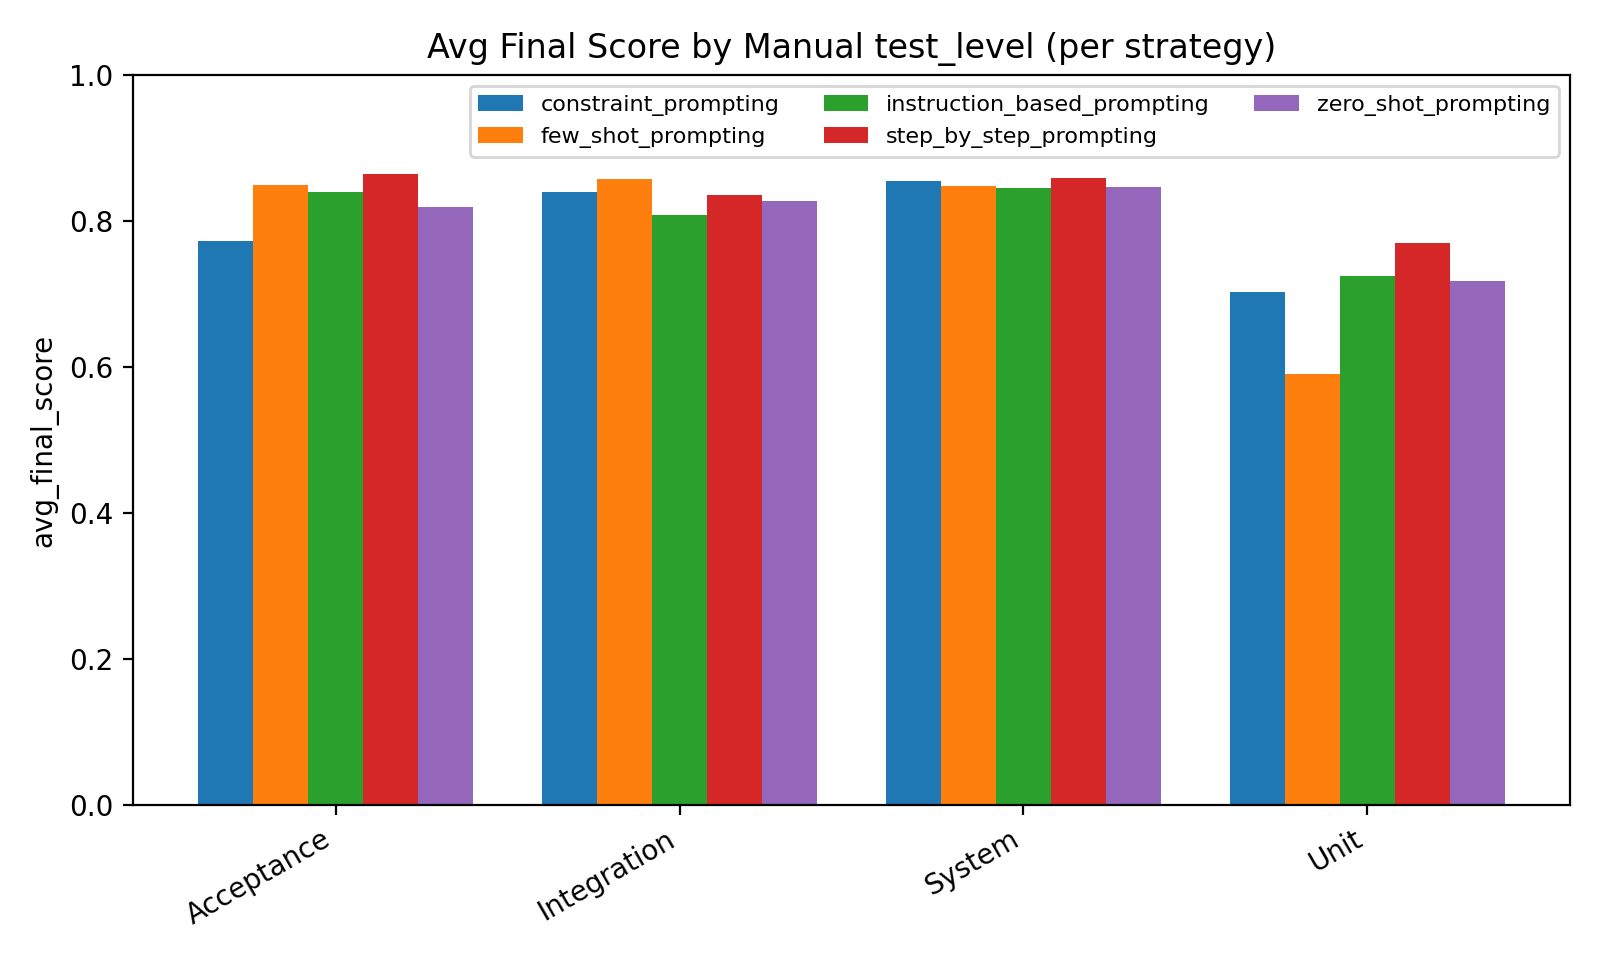 Avg Final Score by Manual test_level (per strategy)
constraint_prompting
few_shot_prompting
instruction_based_prompting
step_by_step_prompting
zero_shot_prompting
avg_final_score
1.0
0.8
0.6
0.4
0.2
0.0
Acceptance
Integration
System
Unit